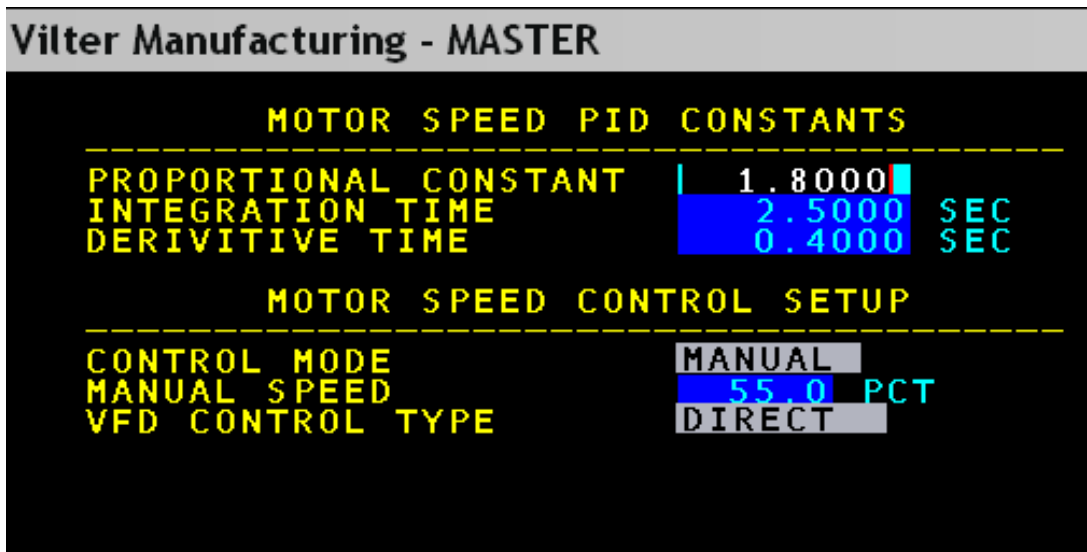 Vilter Manufacturing - MASTER
MOTOR SPEED PID CONSTANTS
PROPORTIONAL CONSTANT 1.8000
INTEGRATION TIME 2.5000 SEC
DERIVITIVE TIME 0.4000 SEC
MOTOR SPEED CONTROL SETUP
CONTROL MODE MANUAL
MANUAL SPEED 55.0 PCT
VFD CONTROL TYPE DIRECT